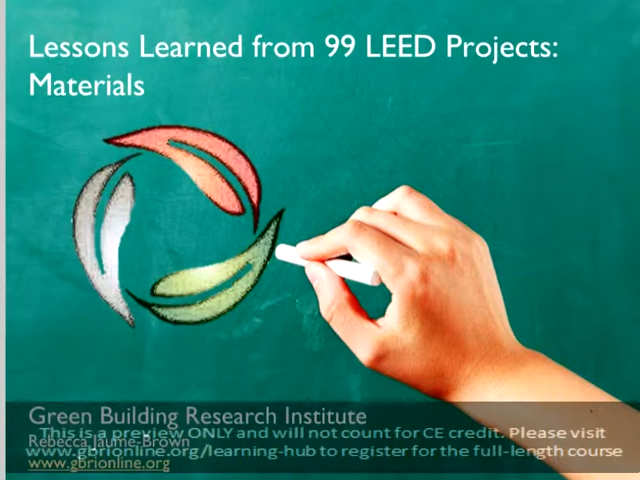 Lessons Learned from 99 LEED Projects:
Materials
Green Building Research Institute
Rebecca Jaume-Brown
This is a preview ONLY and will not count for CE credit. Please visit
www.gbrionline.org/learning-hub to register for the full-length course
www.gbrionline.org